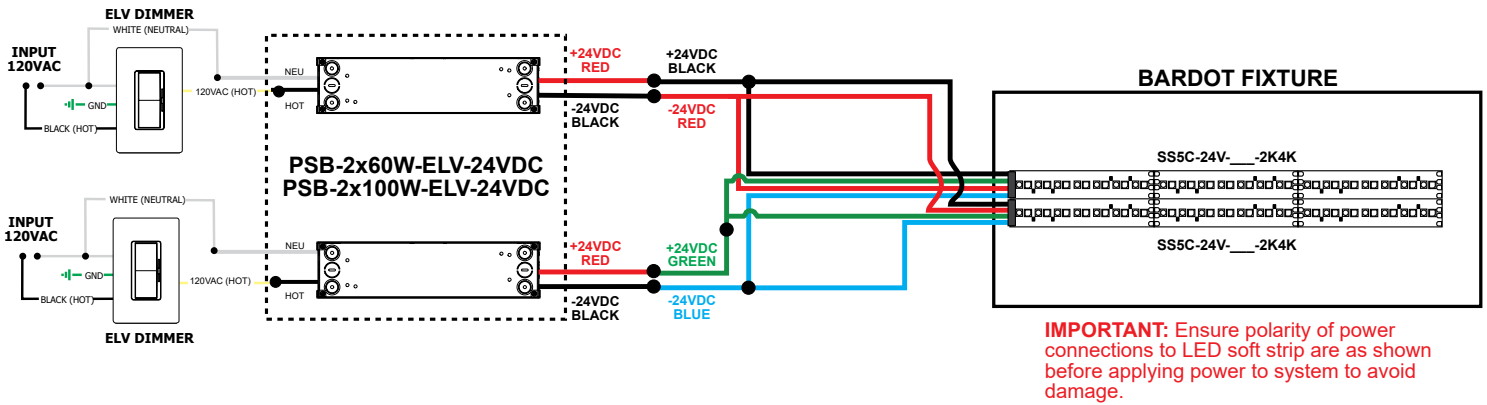 ELV DIMMER
WHITE (NEUTRAL)
INPUT
120VAC
GND
BLACK (HOT)
120VAC (HOT)
NEU
HOT
+24VDC
RED
-24VDC
BLACK
+24VDC
BLACK
-24VDC
RED
PSB-2x60W-ELV-24VDC
PSB-2x100W-ELV-24VDC
WHITE (NEUTRAL)
INPUT
120VAC
GND
BLACK (HOT)
ELV DIMMER
120VAC (HOT)
NEU
HOT
+24VDC
RED
-24VDC
BLACK
+24VDC
GREEN
-24VDC
BLUE
BARDOT FIXTURE
SS5C-24V-___-2K4K
SS5C-24V-___-2K4K
IMPORTANT: Ensure polarity of power
connections to LED soft strip are as shown
before applying power to system to avoid
damage.